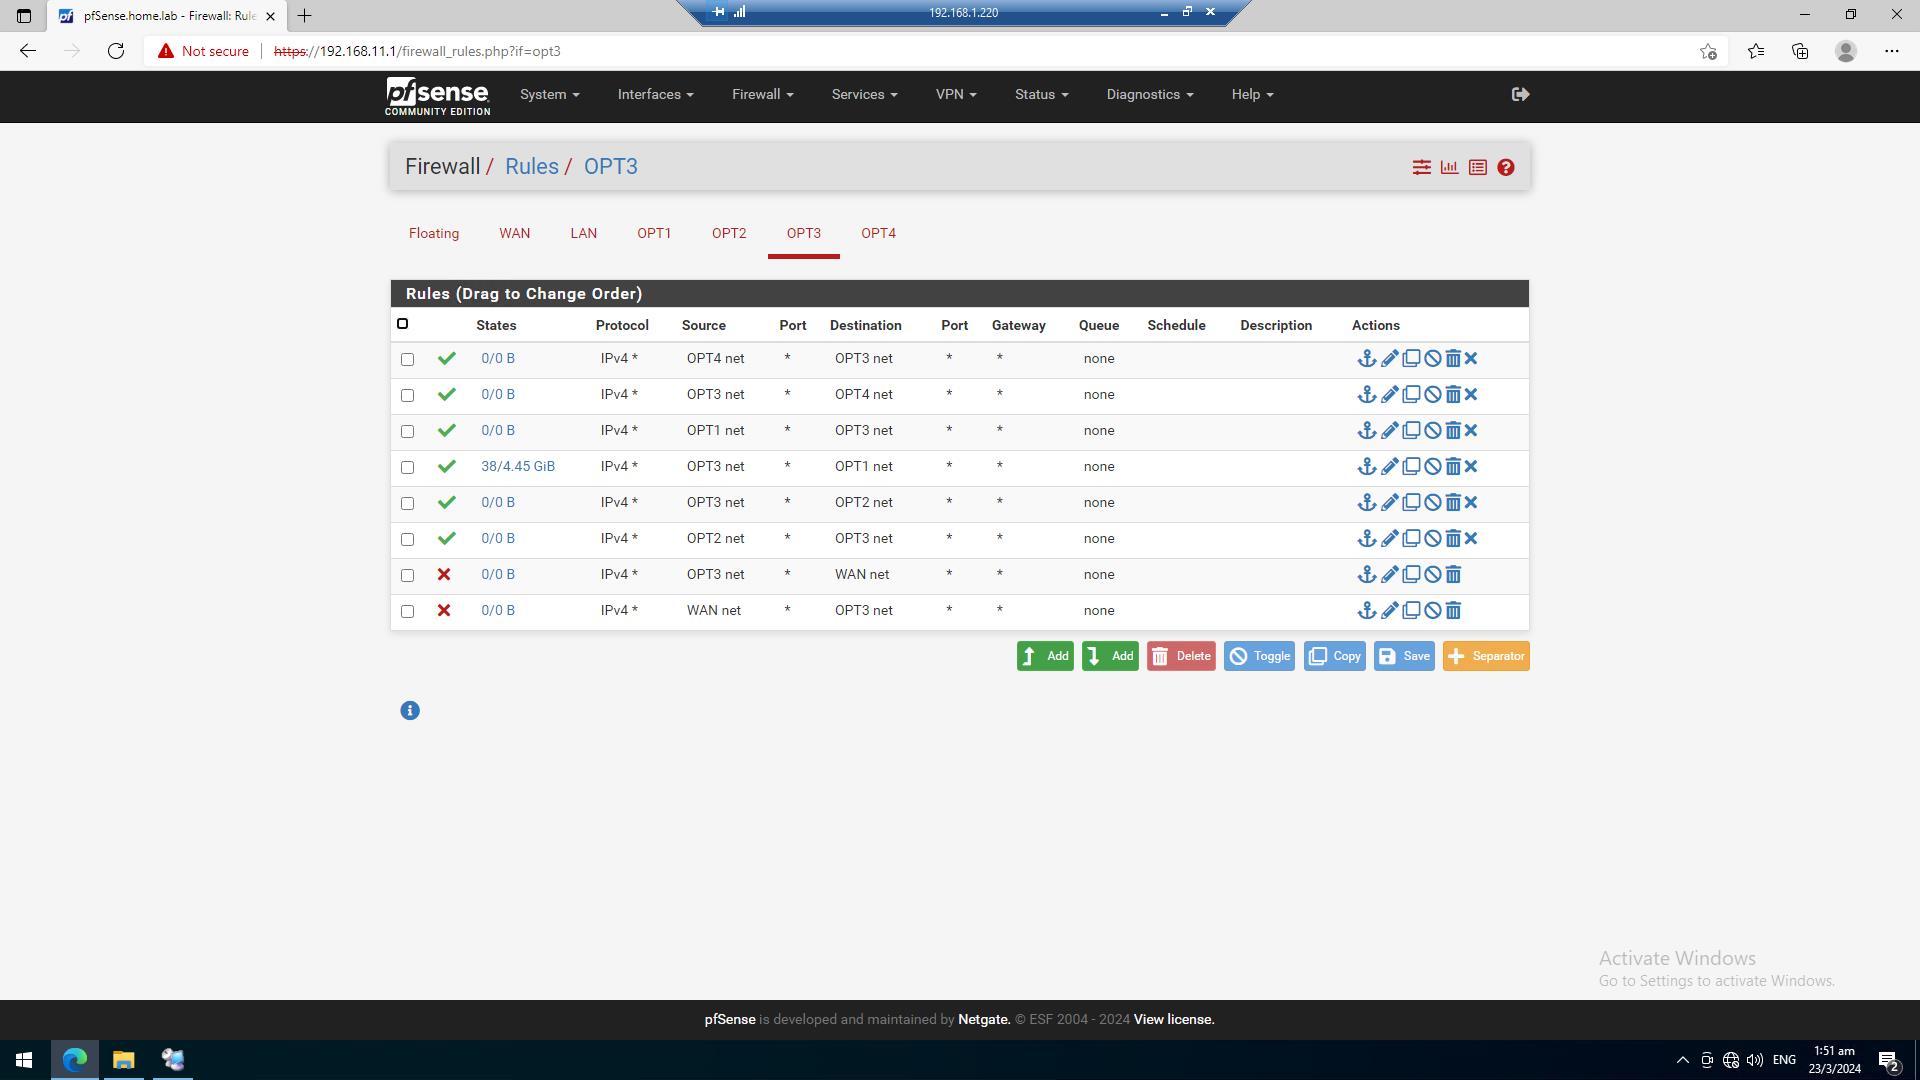 pfSense.home.lab - Firewall: Rule
192.168.1.220
Not secure https://192.168.11.1/firewall_rules.php?if=opt3
pfsense
COMMUNITY EDITION
System Interfaces Firewall Services VPN Status Diagnostics Help
Firewall / Rules / OPT3
Floating WAN LAN OPT1 OPT2 OPT3 OPT4
Rules (Drag to Change Order)
States Protocol Source Port Destination Port Gateway Queue Schedule Description Actions
0/0 B IPv4 * OPT4 net * OPT3 net * * none
0/0 B IPv4 * OPT3 net * OPT4 net * * none
0/0 B IPv4 * OPT1 net * OPT3 net * * none
38/4.45 GiB IPv4 * OPT3 net * OPT1 net * * none
0/0 B IPv4 * OPT3 net * OPT2 net * * none
0/0 B IPv4 * OPT2 net * OPT3 net * * none
0/0 B IPv4 * OPT3 net * WAN net * * none
0/0 B IPv4 * WAN net * OPT3 net * * none
Add Add Delete Toggle Copy Save Separator
Activate Windows
Go to Settings to activate Windows.
pfSense is developed and maintained by Netgate. © ESF 2004 - 2024 View license.
ENG
1:51 am
23/3/2024
2